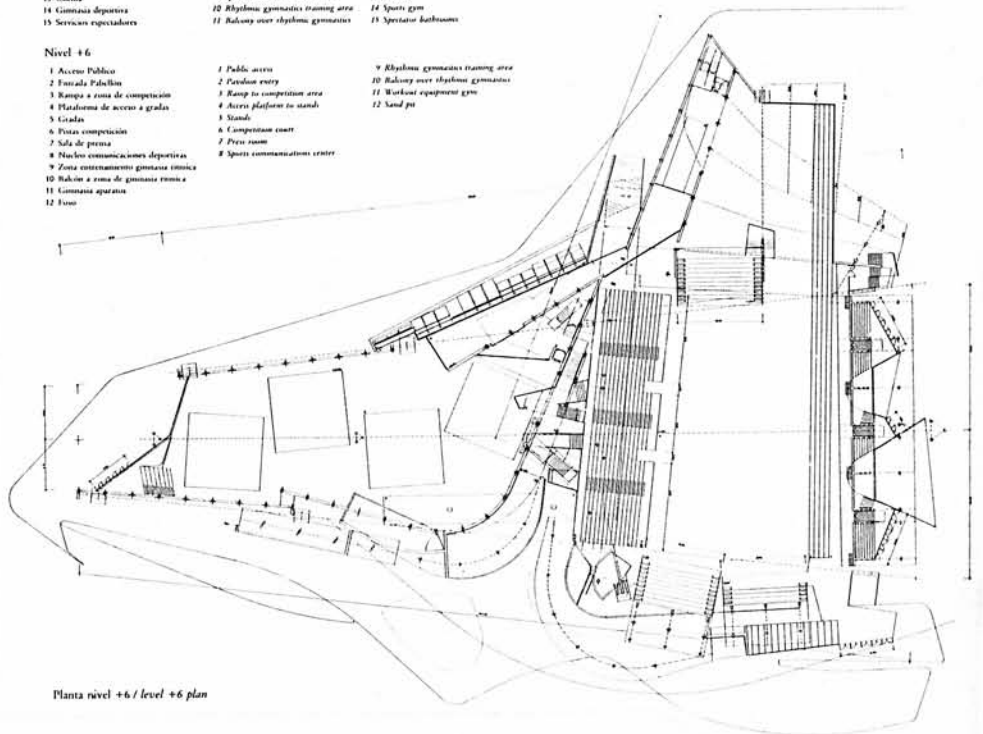 14 Gimnasia deportiva
15 Servicios espectadores
10 Rhythmic gymnastics training area
11 Balcony over rhythmic gymnastics
14 Sports gym
15 Spectator bathrooms
Nivel +6
1 Acceso Público
2 Entrada Pabellón
3 Rampa a zona de competición
4 Plataforma de acceso a gradas
5 Gradas
6 Pistas competición
7 Sala de prensa
8 Nucleo comunicaciones deportivas
9 Zona entrenamiento gimnasia rítmica
10 Balcón a zona de gimnasia rítmica
11 Gimnasia aparatos
12 Foso
1 Public access
2 Pavilion entry
3 Ramp to competition area
4 Access platform to stands
5 Stands
6 Competition court
7 Press room
8 Sports communications center
9 Rhythmic gymnastics training area
10 Balcony over rhythmic gymnastics
11 Workout equipment gym
12 Sand pit
Planta nivel +6 / level +6 plan